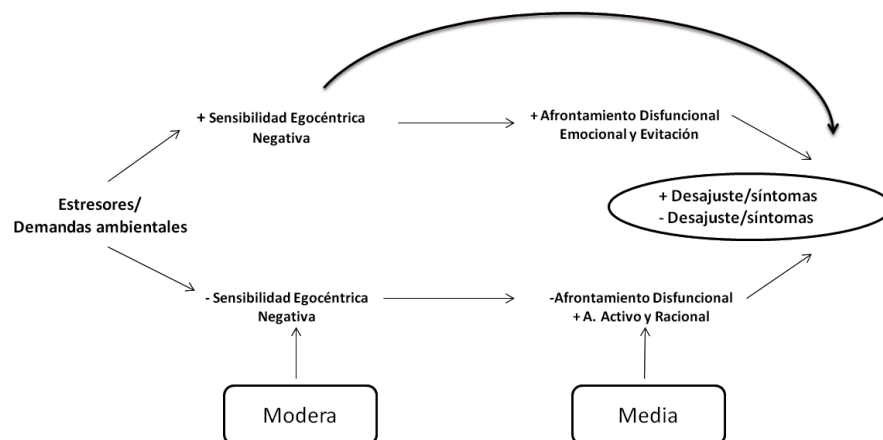 + Sensibilidad Egocéntrica
Negativa
+ Afrontamiento Disfuncional
Emocional y Evitación
Estresores/
Demandas ambientales
+ Desajuste/síntomas
- Desajuste/síntomas
- Sensibilidad Egocéntrica
Negativa
-Afrontamiento Disfuncional
+ A. Activo y Racional
Modera
Media